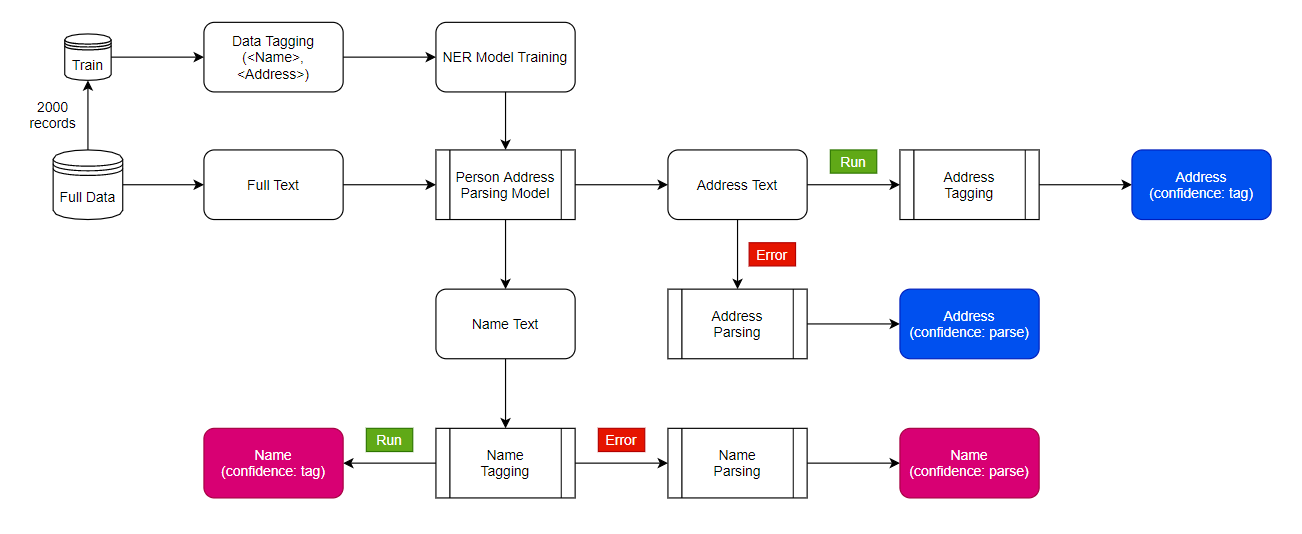 Train
Data Tagging
(<Name>,
<Address>)
NER Model Training
2000
records
Full Data
Full Text
Person Address
Parsing Model
Address Text
Run
Address
Tagging
Address
(confidence: tag)
Error
Name Text
Address
Parsing
Address
(confidence: parse)
Name
(confidence: tag)
Run
Name
Tagging
Error
Name
Parsing
Name
(confidence: parse)